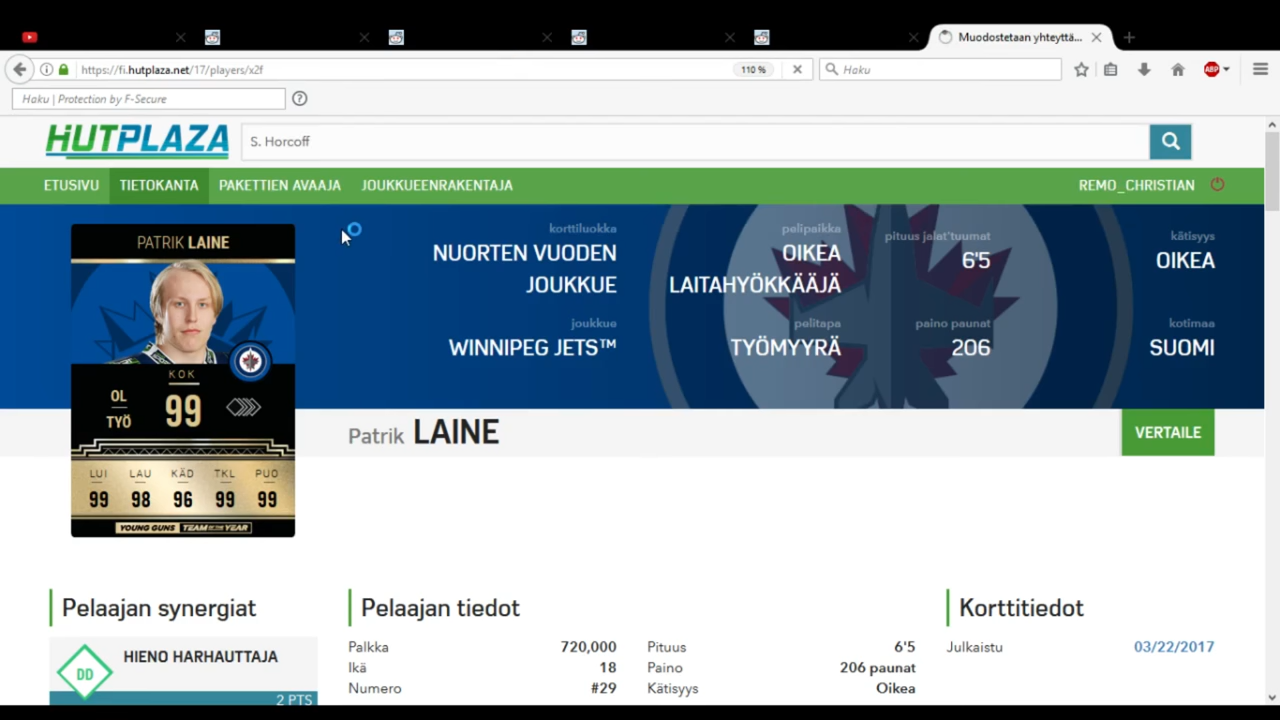 Muodostetaan yhteyttä...
https://fi.hutplaza.net/17/players/x2f
110 %
Haku
ABP
Haku | Protection by F-Secure
HUTPLAZA
S. Horcoff
ETUSIVU
TIETOKANTA
PAKETTIEN AVAAJA
JOUKKUEENRAKENTAJA
REMO_CHRISTIAN
PATRIK LAINE
KOK
OL
TYÖ
99
LUI LAU KÄD TKL PUO
99 98 96 99 99
YOUNG GUNS TEAM OF THE YEAR
korttiluokka
NUORTEN VUODEN
JOUKKUE
pelipaikka
OIKEA
LAITAHYÖKKÄÄJÄ
pituus jalat'tuumat
6'5
kätisyys
OIKEA
joukkue
WINNIPEG JETS™
pelitapa
TYÖMYYRÄ
paino paunat
206
kotimaa
SUOMI
Patrik LAINE
VERTAILE
Pelaajan synergiat
DD
HIENO HARHAUTTAJA
2 PTS
Pelaajan tiedot
Palkka 720,000
Ikä 18
Numero #29
Pituus 6'5
Paino 206 paunat
Kätisyys Oikea
Korttitiedot
Julkaistu 03/22/2017